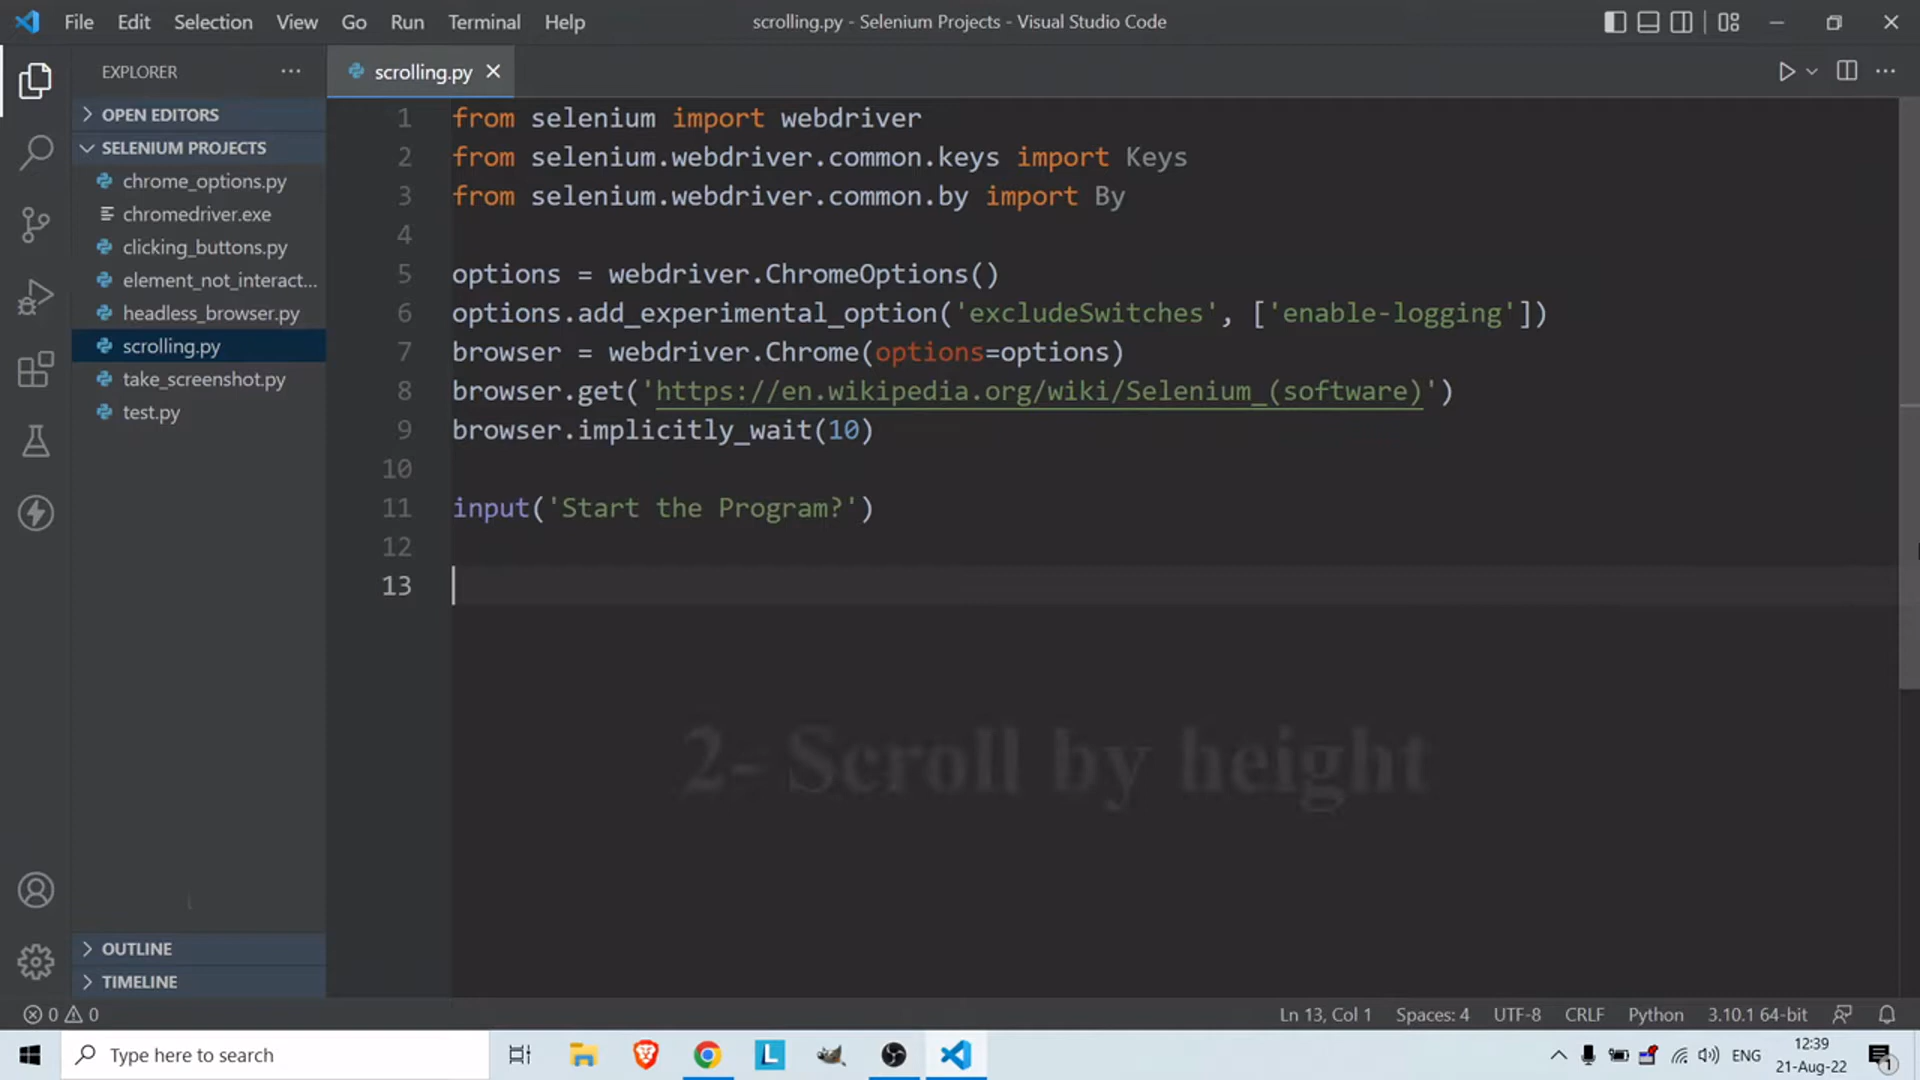 File Edit Selection View Go Run Terminal Help
scrolling.py - Selenium Projects - Visual Studio Code
EXPLORER
scrolling.py
OPEN EDITORS
SELENIUM PROJECTS
chrome_options.py
chromedriver.exe
clicking_buttons.py
element_not_interact...
headless_browser.py
scrolling.py
take_screenshot.py
test.py
OUTLINE
TIMELINE
1 from selenium import webdriver
2 from selenium.webdriver.common.keys import Keys
3 from selenium.webdriver.common.by import By
4
5 options = webdriver.ChromeOptions()
6 options.add_experimental_option('excludeSwitches', ['enable-logging'])
7 browser = webdriver.Chrome(options=options)
8 browser.get('https://en.wikipedia.org/wiki/Selenium_(software)')
9 browser.implicitly_wait(10)
10
11 input('Start the Program?')
12
13
2- Scroll by height
0 0 Ln 13, Col 1 Spaces: 4 UTF-8 CRLF Python 3.10.1 64-bit
Type here to search
L
ENG
12:39
21-Aug-22
1